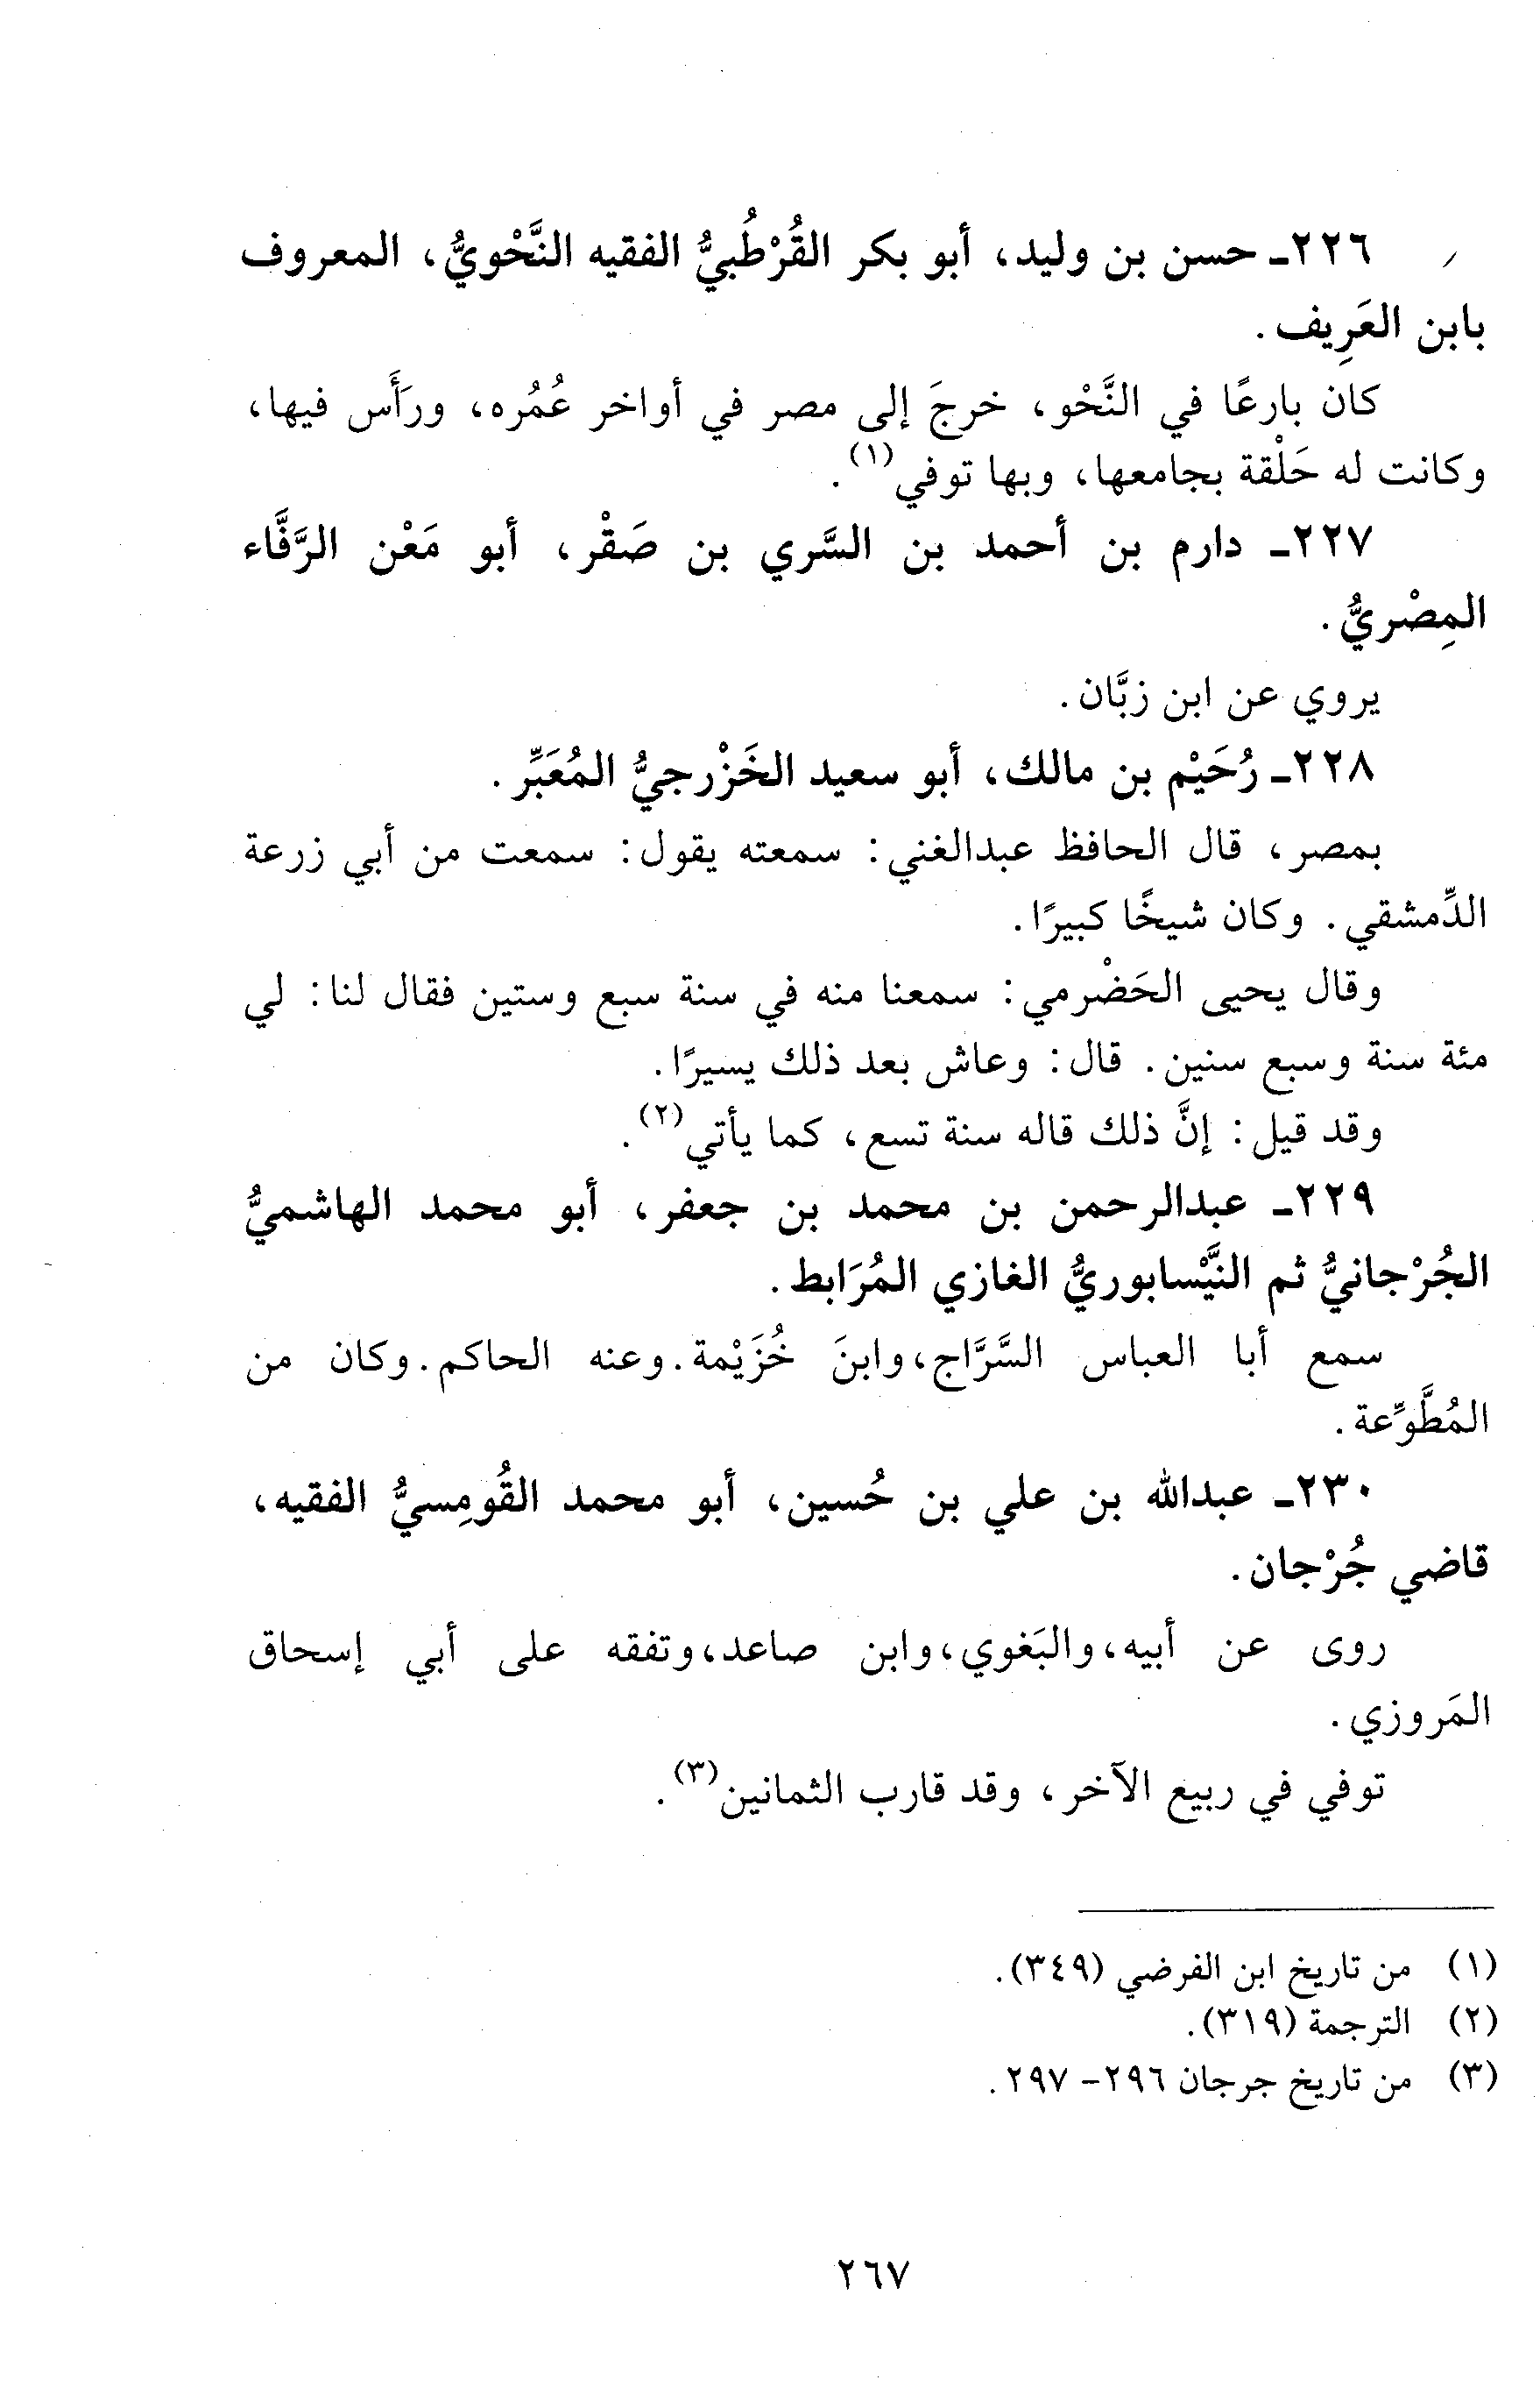 ٢٢٦ـ حسن بن وليد، أبو بكر القُرْطُبيُّ الفقيه النَّحْويُّ، المعروف
بابن العَرِيف.
كان بارعًا في النَّحْو، خرجَ إلى مصر في أواخر عُمُره، ورَأَس فيها،
وكانت له حَلْقة بجامعها، وبها توفي(١).
٢٢٧ـ دارم بن أحمد بن السَّري بن صَقْر، أبو مَعْن الرَّفَّاء
المِصْريُّ.
يروي عن ابن زبَّان.
٢٢٨ـ رُحَيْم بن مالك، أبو سعيد الخَزْرجيُّ المُعَبِّر.
بمصر، قال الحافظ عبدالغني: سمعته يقول: سمعت من أبي زرعة
الدِّمشقي. وكان شيخًا كبيرًا.
وقال يحيى الحَضْرمي: سمعنا منه في سنة سبع وستين فقال لنا: لي
مئة سنة وسبع سنين. قال: وعاش بعد ذلك يسيرًا.
وقد قيل: إنَّ ذلك قاله سنة تسع، كما يأتي(٢).
٢٢٩ـ عبدالرحمن بن محمد بن جعفر، أبو محمد الهاشميُّ
الجُرْجانيُّ ثم النَّيْسابوريُّ الغازي المُرَابط.
سمع أبا العباس السَّرَّاج، وابنَ خُزَيْمة. وعنه الحاكم. وكان من
المُطَّوِّعة.
٢٣٠ـ عبدالله بن علي بن حُسين، أبو محمد القُومِسيُّ الفقيه،
قاضي جُرْجان.
روى عن أبيه، والبَغوي، وابن صاعد، وتفقه على أبي إسحاق
المَروزي.
توفي في ربيع الآخر، وقد قارب الثمانين(٣).
(١) من تاريخ ابن الفرضي (٣٤٩).
(٢) الترجمة (٣١٩).
(٣) من تاريخ جرجان ٢٩٦ - ٢٩٧.
٢٦٧